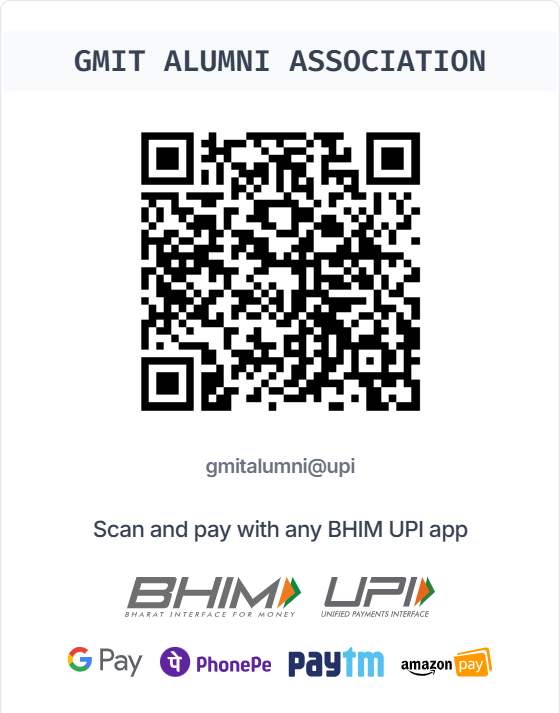 GMIT ALUMNI ASSOCIATION
gmitalumni@upi
Scan and pay with any BHIM UPI app
BHIM UPI
BHARAT INTERFACE FOR MONEY UNIFIED PAYMENTS INTERFACE
G Pay पे PhonePe paytm amazon pay